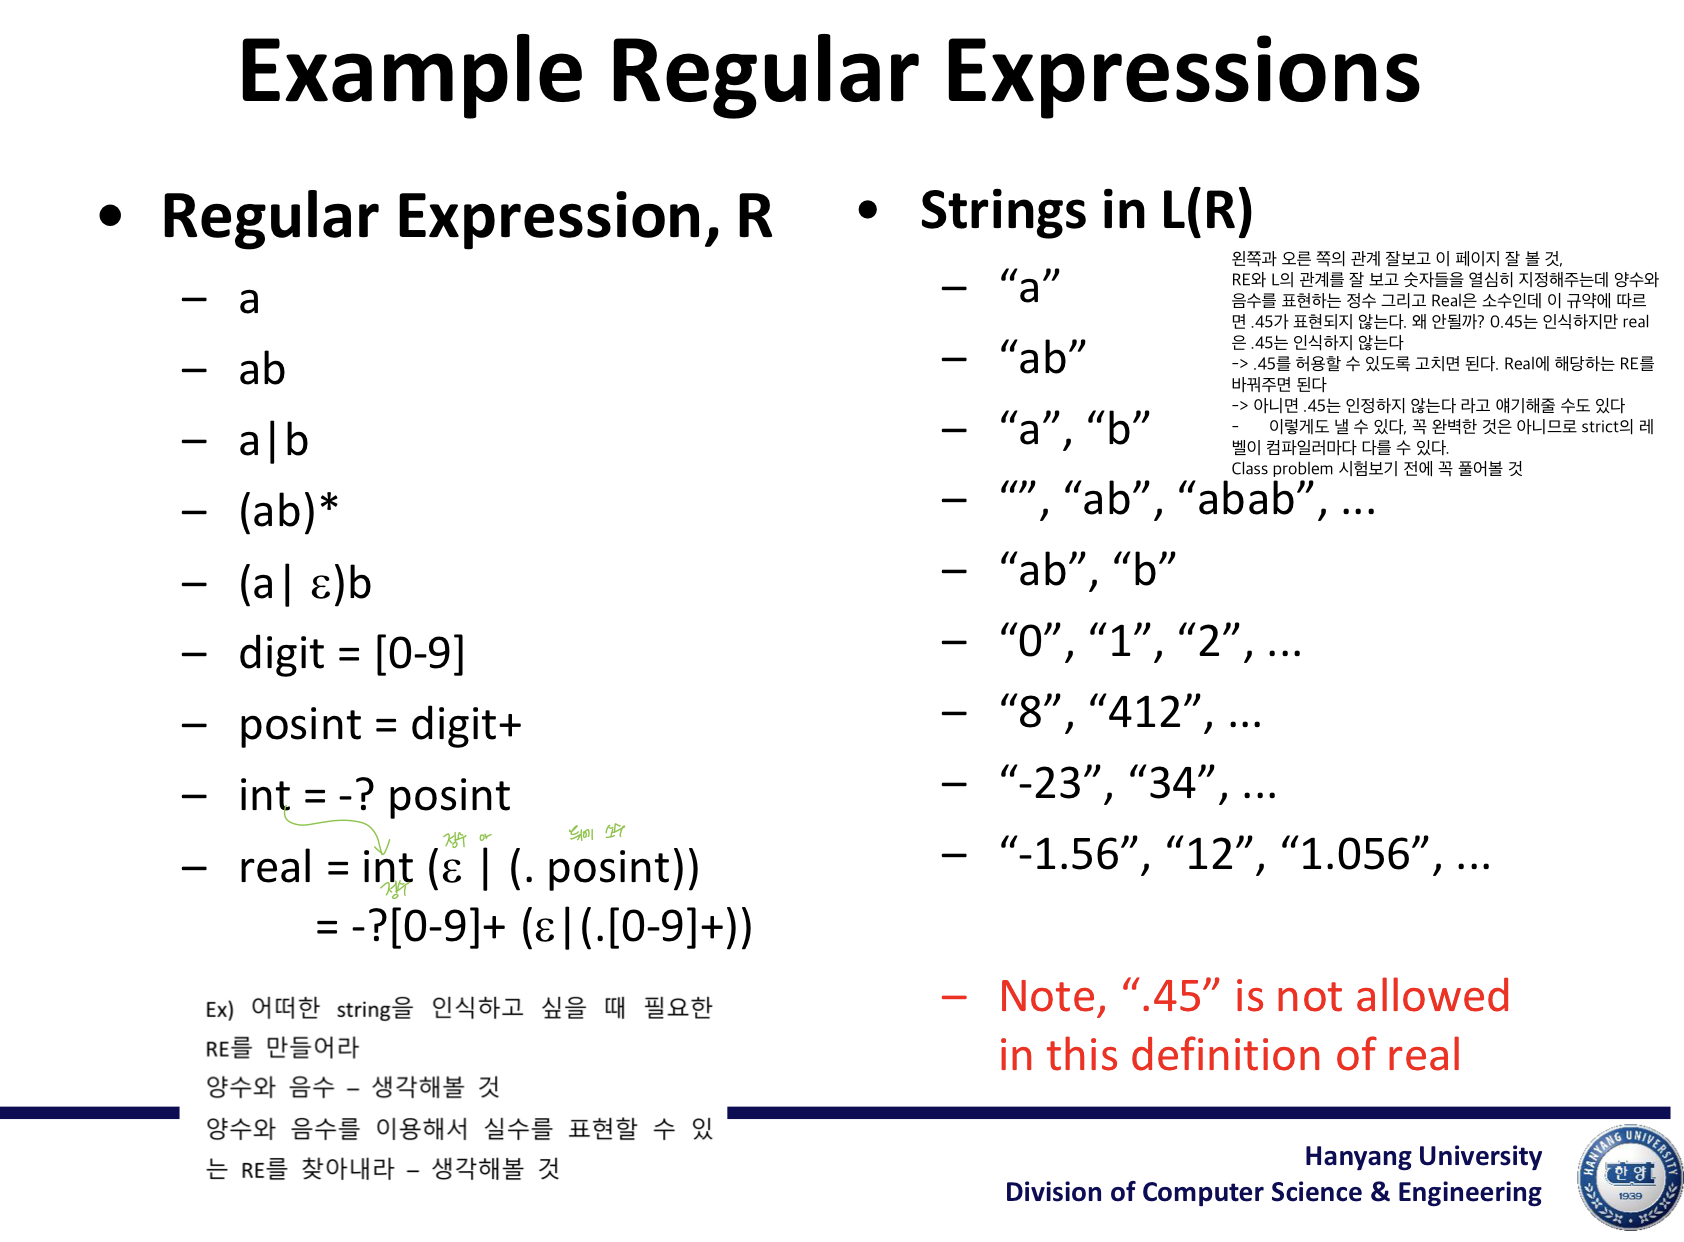 Example Regular Expressions
• Regular Expression, R
– a
– ab
– a|b
– (ab)*
– (a| ε)b
– digit = [0-9]
– posint = digit+
– int = -? posint
정수 아 뒤에 소수
– real = int (ε | (. posint))
정수
= -?[0-9]+ (ε|(.[0-9]+))
Ex) 어떠한 string을 인식하고 싶을 때 필요한
RE를 만들어라
양수와 음수 – 생각해볼 것
양수와 음수를 이용해서 실수를 표현할 수 있
는 RE를 찾아내라 – 생각해볼 것
• Strings in L(R)
왼쪽과 오른 쪽의 관계 잘보고 이 페이지 잘 볼 것,
RE와 L의 관계를 잘 보고 숫자들을 열심히 지정해주는데 양수와
음수를 표현하는 정수 그리고 Real은 소수인데 이 규약에 따르
면 .45가 표현되지 않는다. 왜 안될까? 0.45는 인식하지만 real
은 .45는 인식하지 않는다
-> .45를 허용할 수 있도록 고치면 된다. Real에 해당하는 RE를
바꿔주면 된다
-> 아니면 .45는 인정하지 않는다 라고 얘기해줄 수도 있다
- 이렇게도 낼 수 있다, 꼭 완벽한 것은 아니므로 strict의 레
벨이 컴파일러마다 다를 수 있다.
Class problem 시험보기 전에 꼭 풀어볼 것
– “a”
– “ab”
– “a”, “b”
– “”, “ab”, “abab”, ...
– “ab”, “b”
– “0”, “1”, “2”, ...
– “8”, “412”, ...
– “-23”, “34”, ...
– “-1.56”, “12”, “1.056”, ...
– Note, “.45” is not allowed
in this definition of real
Hanyang University
Division of Computer Science & Engineering
HANYANG UNIVERSITY
한양
1939